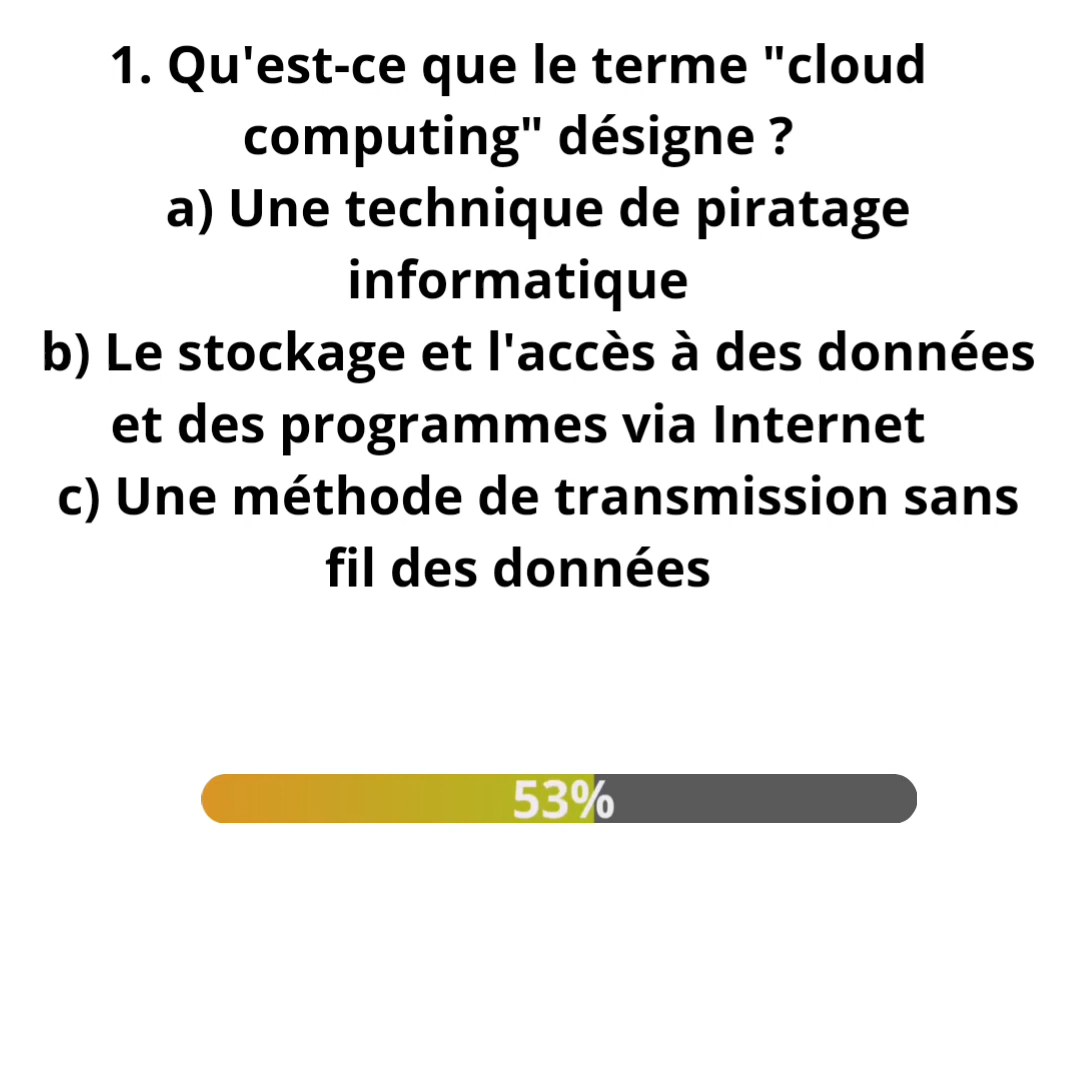 1. Qu'est-ce que le terme "cloud
computing" désigne ?
a) Une technique de piratage
informatique
b) Le stockage et l'accès à des données
et des programmes via Internet
c) Une méthode de transmission sans
fil des données
53%